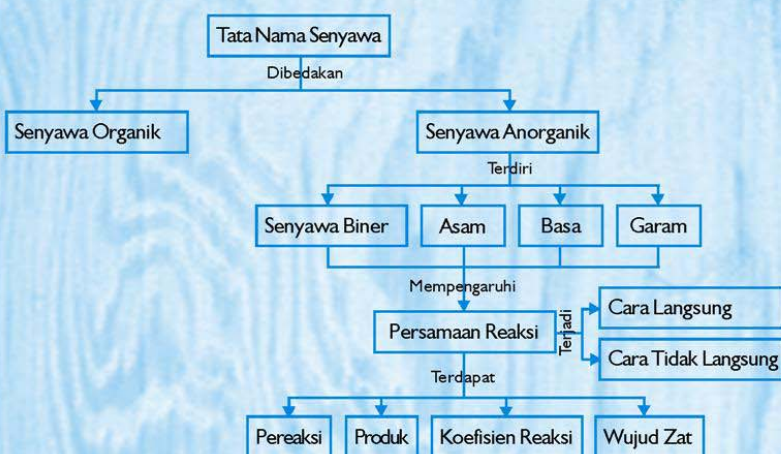 Tata Nama Senyawa
Dibedakan
Senyawa Organik
Senyawa Anorganik
Terdiri
Senyawa Biner
Asam
Basa
Garam
Mempengaruhi
Persamaan Reaksi
Terjadi
Cara Langsung
Cara Tidak Langsung
Terdapat
Pereaksi
Produk
Koefisien Reaksi
Wujud Zat